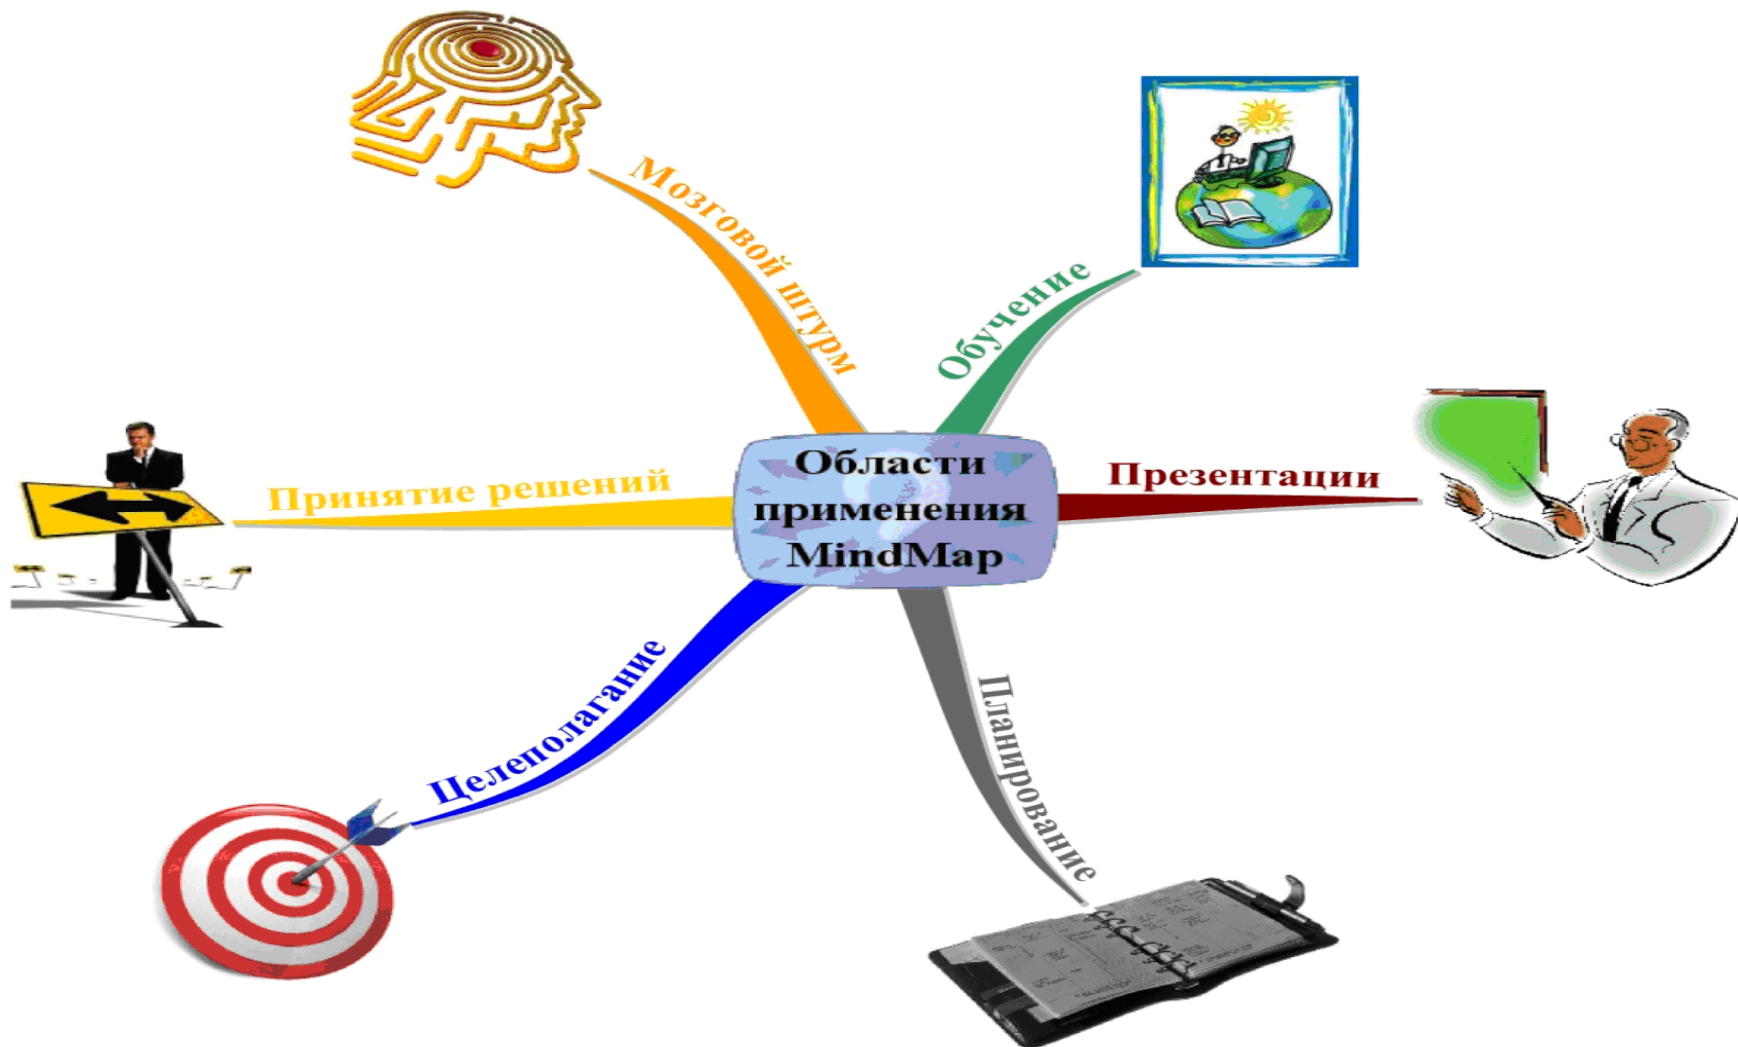 Мозговой штурм
Обучение
Области
применения
MindMap
Презентации
Принятие решений
Целеполагание
Планирование